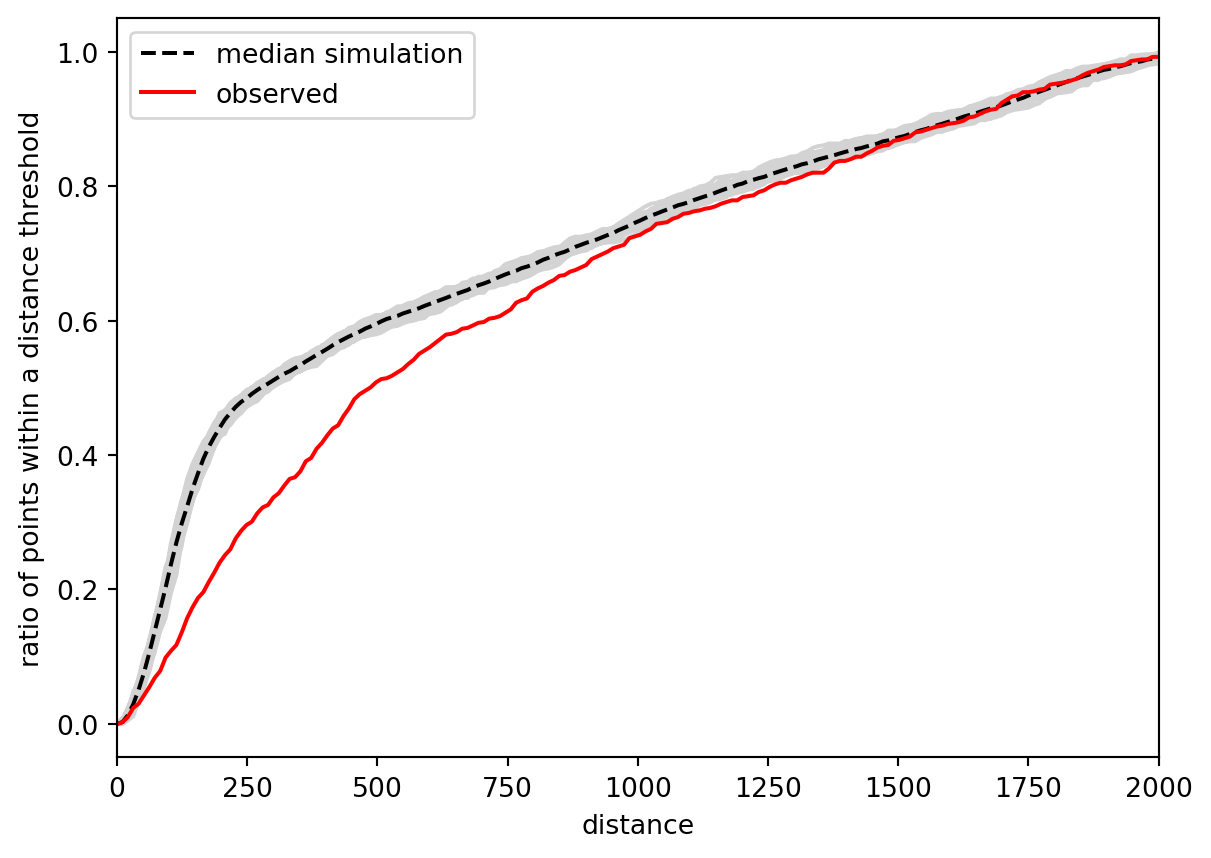 median simulation
observed
ratio of points within a distance threshold
1.0
0.8
0.6
0.4
0.2
0.0
0 250 500 750 1000 1250 1500 1750 2000
distance